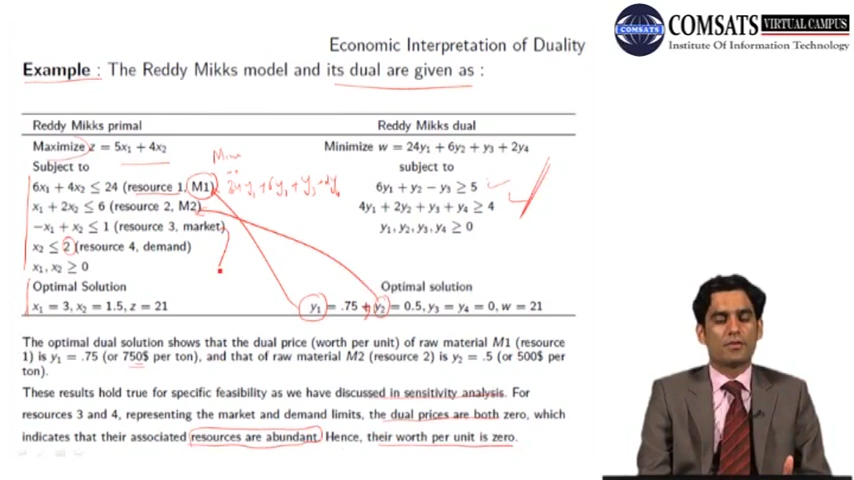 COMSATS VIRTUAL CAMPUS
Institute Of Information Technology
Economic Interpretation of Duality
Example : The Reddy Mikks model and its dual are given as :
Reddy Mikks primal
Reddy Mikks dual
Maximize z = 5x₁ + 4x₂
Minimize w = 24y₁ + 6y₂ + y₃ + 2y₄
Subject to
subject to
6x₁ + 4x₂ ≤ 24 (resource 1, M1)
6y₁ + y₂ − y₃ ≥ 5
x₁ + 2x₂ ≤ 6 (resource 2, M2)
4y₁ + 2y₂ + y₃ + y₄ ≥ 4
−x₁ + x₂ ≤ 1 (resource 3, market)
y₁, y₂, y₃, y₄ ≥ 0
x₂ ≤ 2 (resource 4, demand)
x₁, x₂ ≥ 0
Optimal Solution
Optimal solution
x₁ = 3, x₂ = 1.5, z = 21
y₁ = .75 + y₂ = 0.5, y₃ = y₄ = 0, w = 21
The optimal dual solution shows that the dual price (worth per unit) of raw material M1 (resource
1) is y₁ = .75 (or 750$ per ton), and that of raw material M2 (resource 2) is y₂ = .5 (or 500$ per
ton).
These results hold true for specific feasibility as we have discussed in sensitivity analysis. For
resources 3 and 4, representing the market and demand limits, the dual prices are both zero, which
indicates that their associated resources are abundant. Hence, their worth per unit is zero.